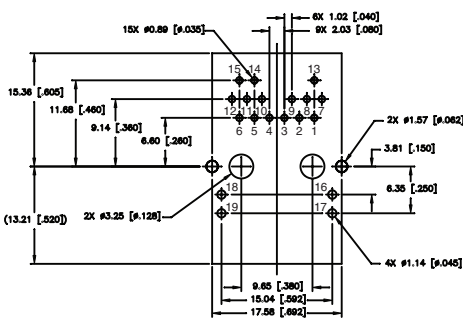 6X 1.02 [.040]
15X ø0.89 [ø.035]
9X 2.03 [.080]
15 14 13
15.36 [.605]
11.68 [.460]
12 11 10 9 8 7
9.14 [.360]
6 5 4 3 2 1
2X ø1.57 [ø.062]
6.60 [.260]
3.81 [.150]
18 16
6.35 [.250]
2X ø3.25 [ø.128]
(13.21 [.520])
19 17
4X ø1.14 [ø.045]
9.65 [.380]
15.04 [.592]
17.58 [.692]